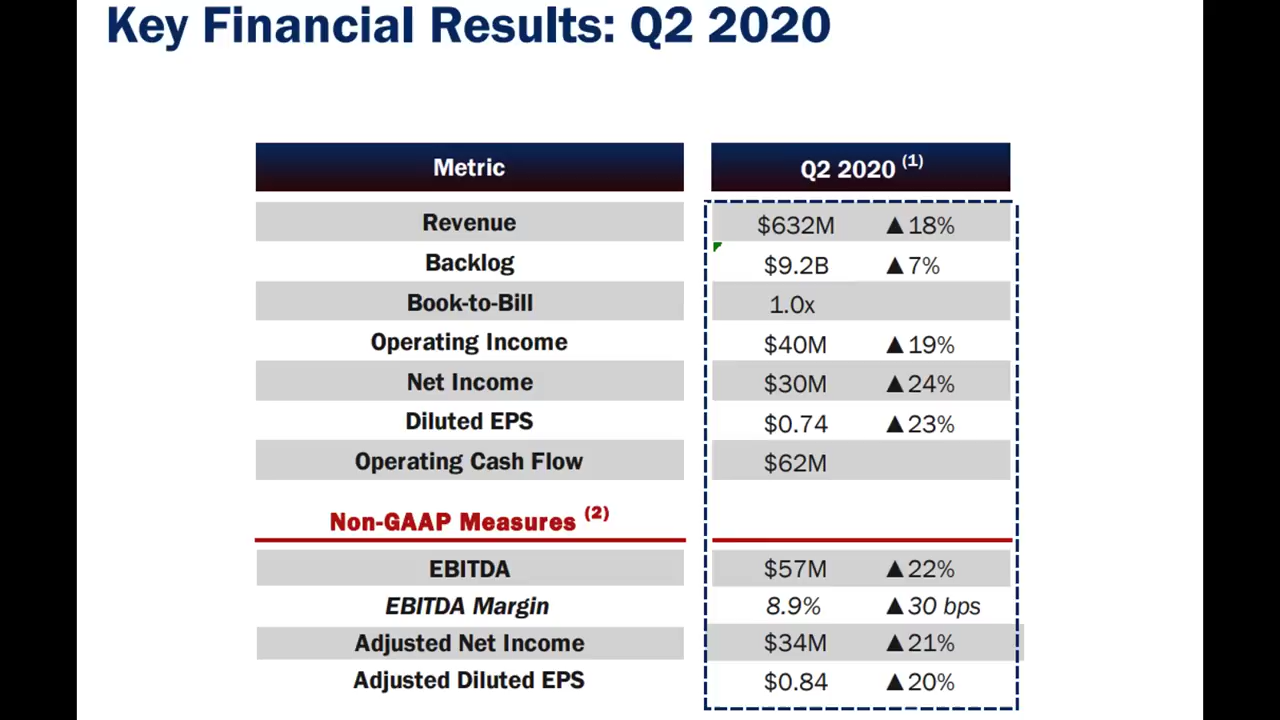 Key Financial Results: Q2 2020
Metric Q2 2020 (1)
Revenue $632M ▲18%
Backlog $9.2B ▲7%
Book-to-Bill 1.0x
Operating Income $40M ▲19%
Net Income $30M ▲24%
Diluted EPS $0.74 ▲23%
Operating Cash Flow $62M
Non-GAAP Measures (2)
EBITDA $57M ▲22%
EBITDA Margin 8.9% ▲30 bps
Adjusted Net Income $34M ▲21%
Adjusted Diluted EPS $0.84 ▲20%